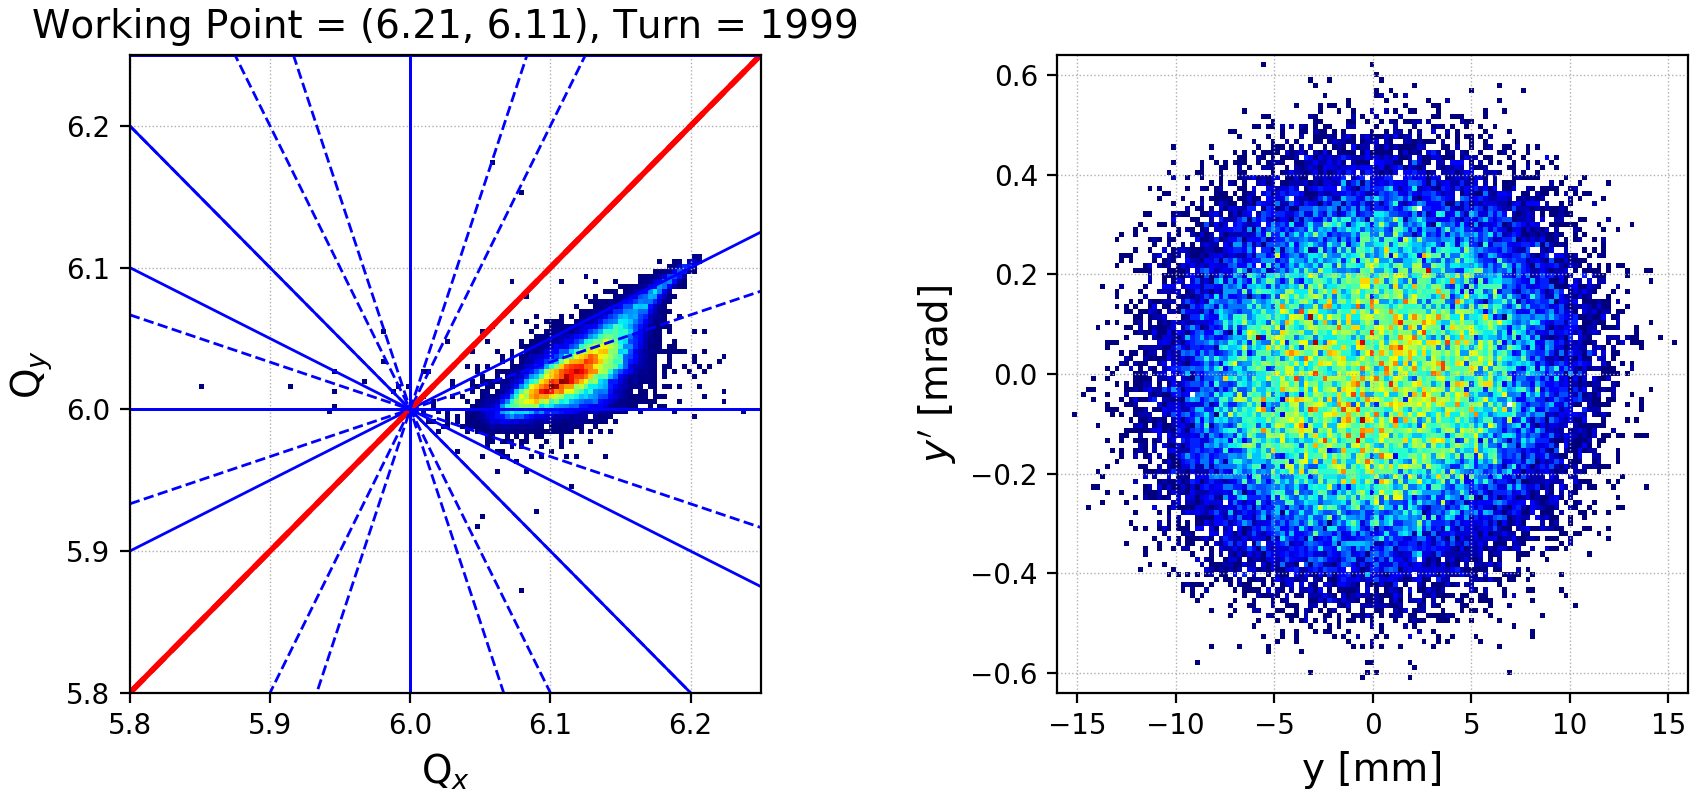 Working Point = (6.21, 6.11), Turn = 1999
6.2
6.1
6.0
5.9
5.8
Q_y
5.8 5.9 6.0 6.1 6.2
Q_x
0.6
0.4
0.2
0.0
−0.2
−0.4
−0.6
y′ [mrad]
−15 −10 −5 0 5 10 15
y [mm]